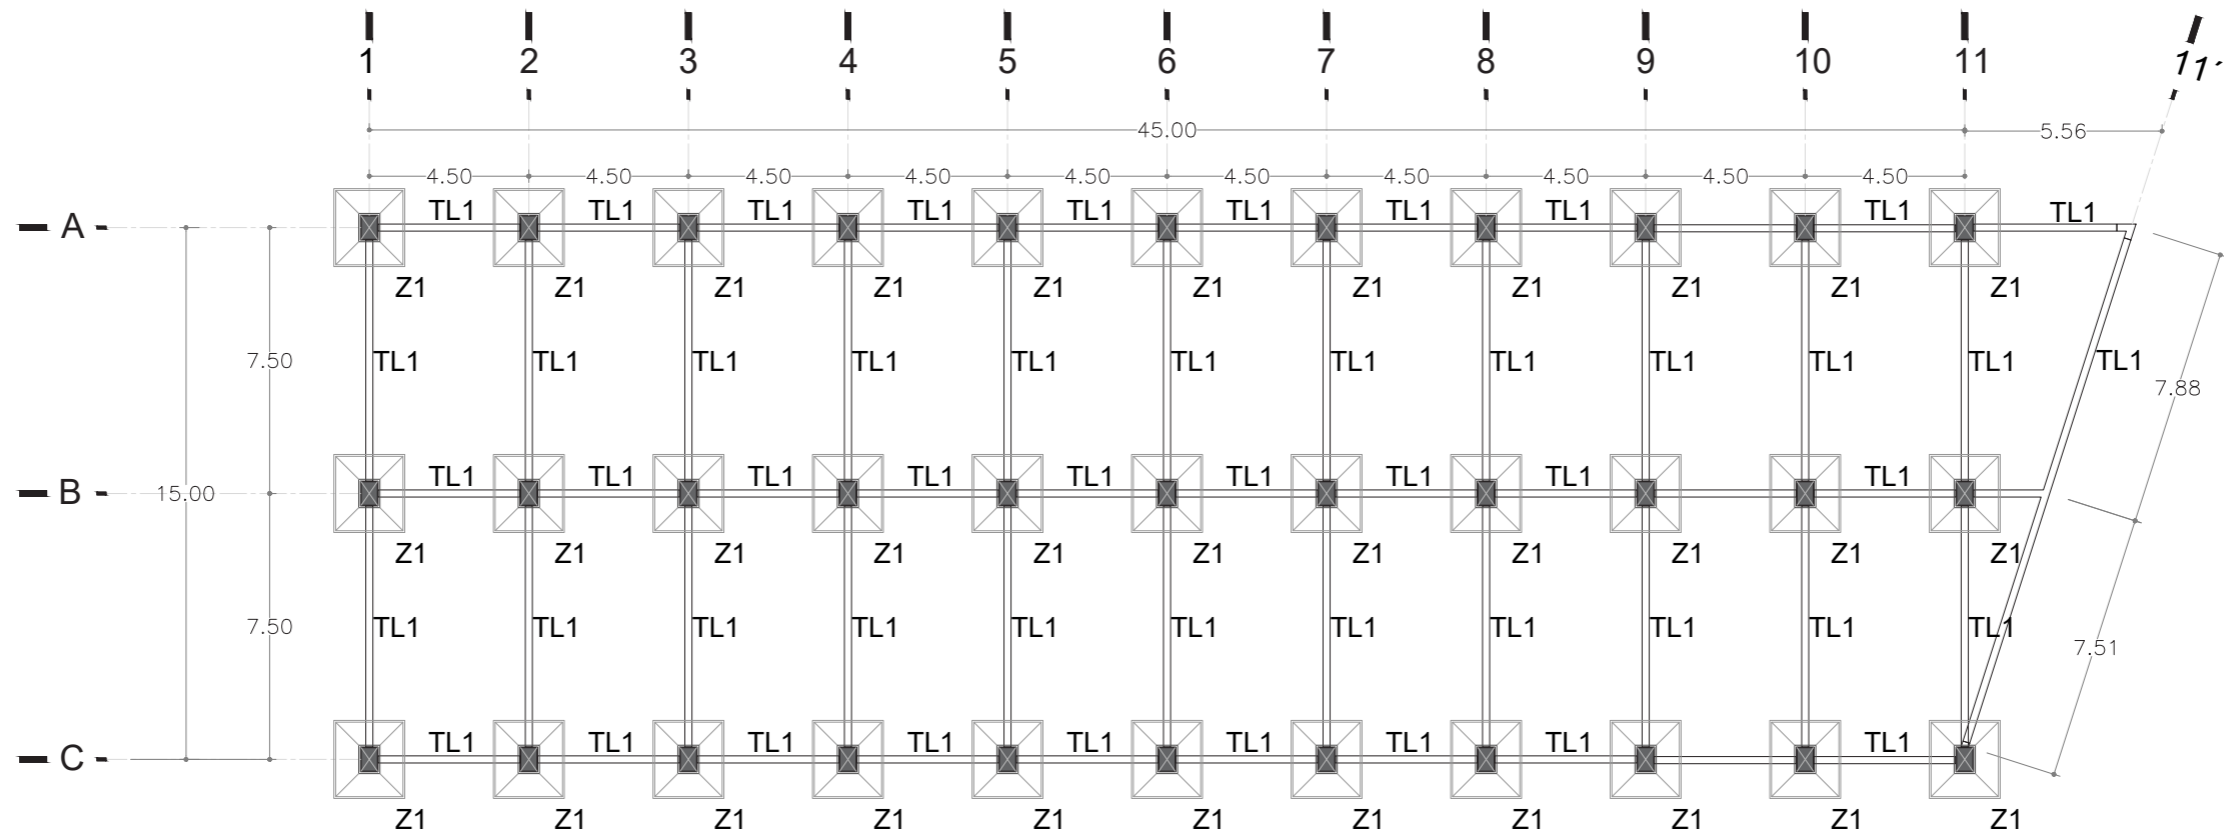 1 2 3 4 5 6 7 8 9 10 11 11´
45.00 5.56
4.50 4.50 4.50 4.50 4.50 4.50 4.50 4.50 4.50 4.50
A TL1 TL1 TL1 TL1 TL1 TL1 TL1 TL1 TL1 TL1
Z1 Z1 Z1 Z1 Z1 Z1 Z1 Z1 Z1 Z1 Z1
7.50 TL1 TL1 TL1 TL1 TL1 TL1 TL1 TL1 TL1 TL1 TL1 TL1
7.88
B 15.00 TL1 TL1 TL1 TL1 TL1 TL1 TL1 TL1 TL1
Z1 Z1 Z1 Z1 Z1 Z1 Z1 Z1 Z1 Z1 Z1
7.50 TL1 TL1 TL1 TL1 TL1 TL1 TL1 TL1 TL1 TL1 TL1
7.51
C TL1 TL1 TL1 TL1 TL1 TL1 TL1 TL1 TL1
Z1 Z1 Z1 Z1 Z1 Z1 Z1 Z1 Z1 Z1 Z1